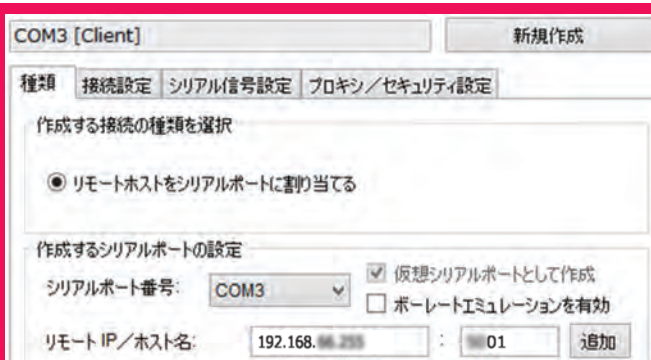 COM3 [Client] 新規作成
種類 接続設定 シリアル信号設定 プロキシ／セキュリティ設定
作成する接続の種類を選択
リモートホストをシリアルポートに割り当てる
作成するシリアルポートの設定
シリアルポート番号: COM3
仮想シリアルポートとして作成
ボーレートエミュレーションを有効
リモート IP／ホスト名: 192.168. : 01 追加